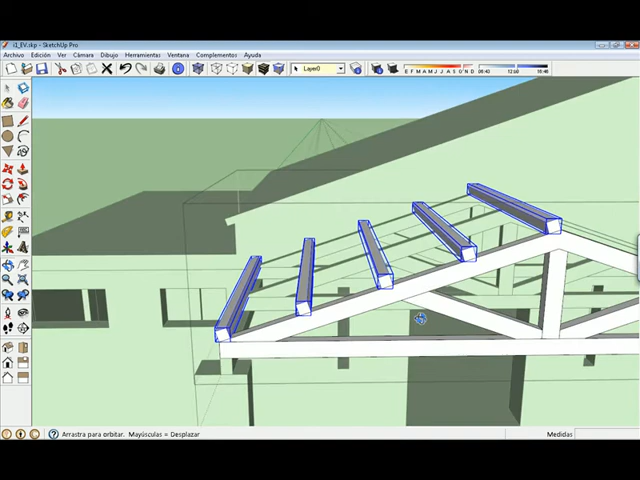 i1_EV.skp - SketchUp Pro
Archivo Edición Ver Cámara Dibujo Herramientas Ventana Complementos Ayuda
Layer0
E F M A M J J A S O N D
Arrastra para orbitar. Mayúsculas = Desplazar
Medidas